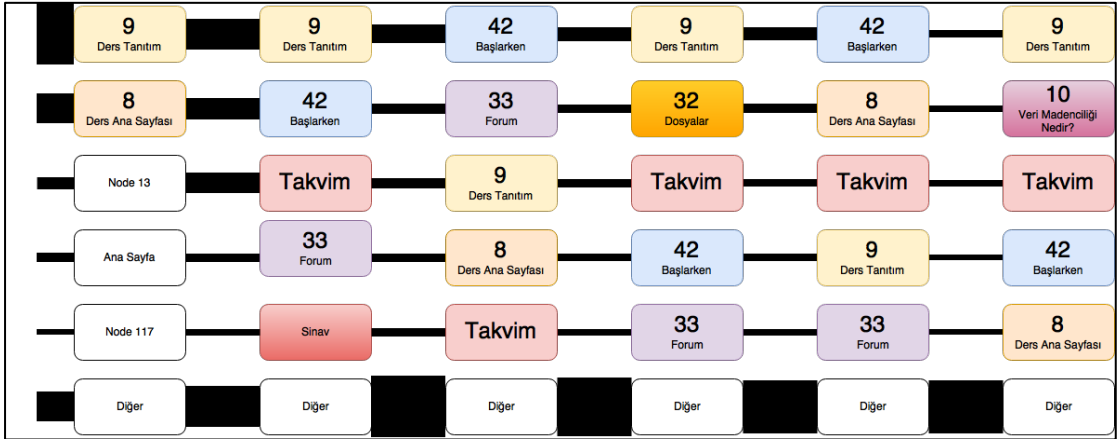 9
Ders Tanıtım
9
Ders Tanıtım
42
Başlarken
9
Ders Tanıtım
42
Başlarken
9
Ders Tanıtım
8
Ders Ana Sayfası
42
Başlarken
33
Forum
32
Dosyalar
8
Ders Ana Sayfası
10
Veri Madenciliği
Nedir?
Node 13
Takvim
9
Ders Tanıtım
Takvim
Takvim
Takvim
Ana Sayfa
33
Forum
8
Ders Ana Sayfası
42
Başlarken
9
Ders Tanıtım
42
Başlarken
Node 117
Sinav
Takvim
33
Forum
33
Forum
8
Ders Ana Sayfası
Diğer
Diğer
Diğer
Diğer
Diğer
Diğer